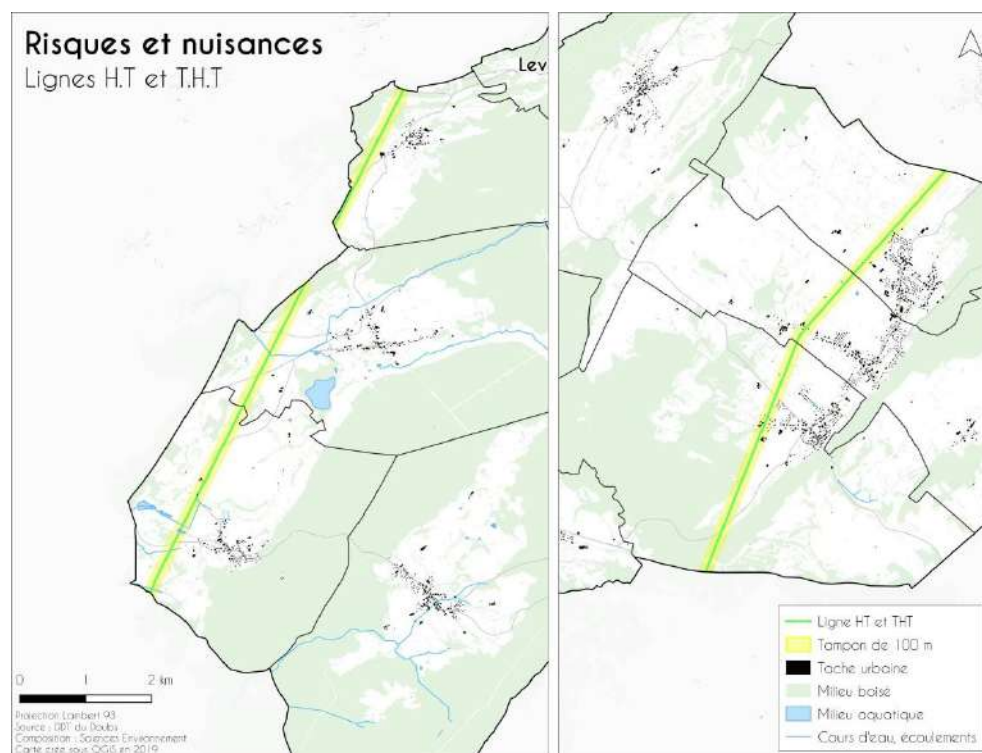 Risques et nuisances
Lignes H.T et T.H.T
Lev
Ligne HT et THT
Tampon de 100 m
Tache urbaine
Milieu boisé
Milieu aquatique
Cours d'eau, écoulements
0 1 2 km
Projection Lambert 93
Source : DDT du Doubs
Composition : Sciences Environnement
Carte crée sous QGIS en 2019